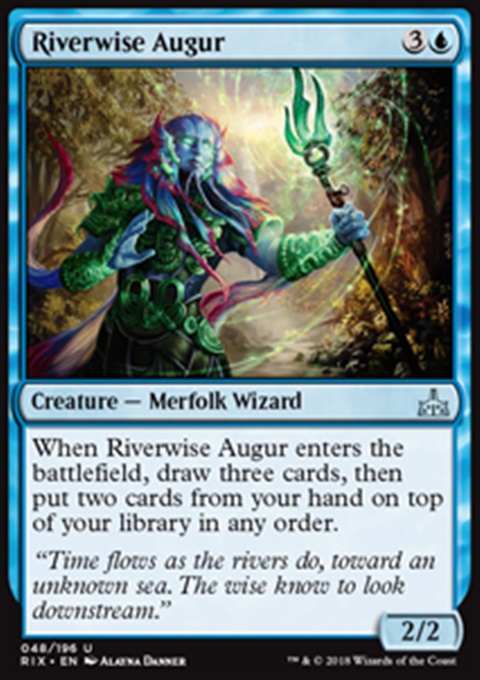 Riverwise Augur 3
Creature — Merfolk Wizard
When Riverwise Augur enters the
battlefield, draw three cards, then
put two cards from your hand on top
of your library in any order.
“Time flows as the rivers do, toward an
unknown sea. The wise know to look
downstream.”
2/2
048/196 U
RIX • EN Alayna Danner ™ & © 2018 Wizards of the Coast